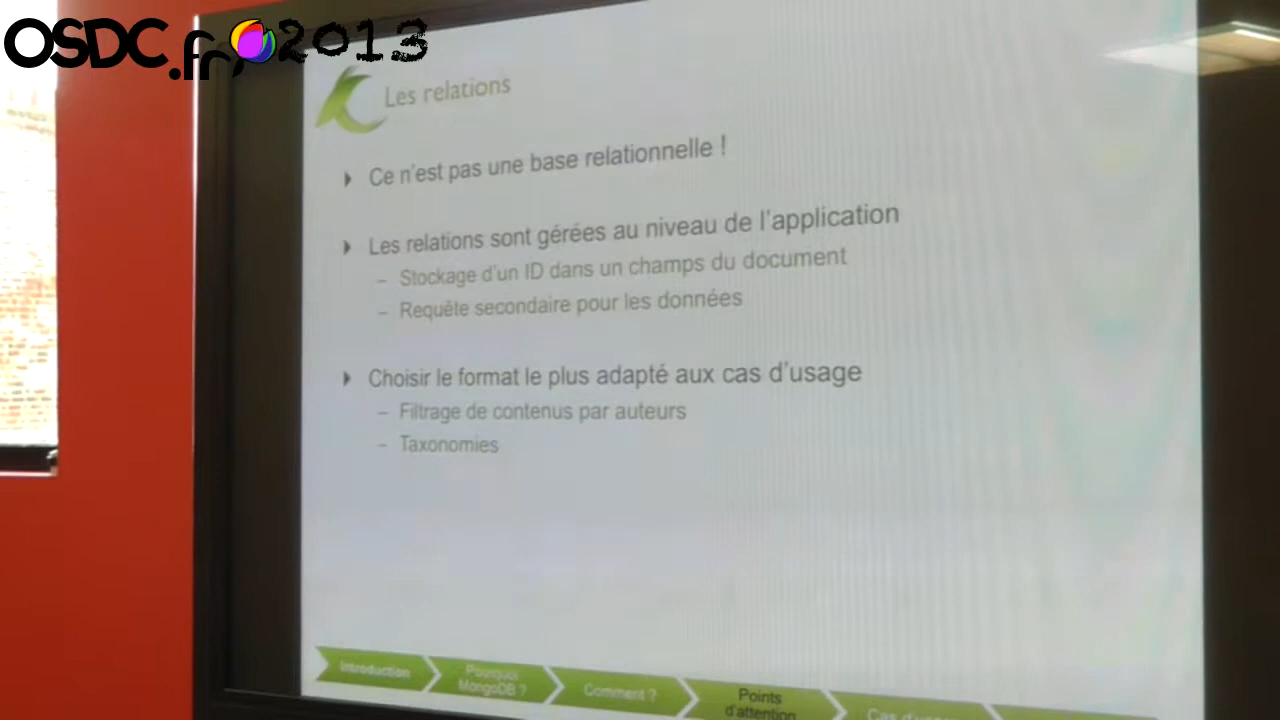 OSDC.fr 2013
Les relations
Ce n'est pas une base relationnelle !
Les relations sont gérées au niveau de l'application
– Stockage d'un ID dans un champs du document
– Requête secondaire pour les données
Choisir le format le plus adapté aux cas d'usage
– Filtrage de contenus par auteurs
– Taxonomies
Introduction
Pourquoi
MongoDB ?
Comment ?
Points
d'attention
Cas